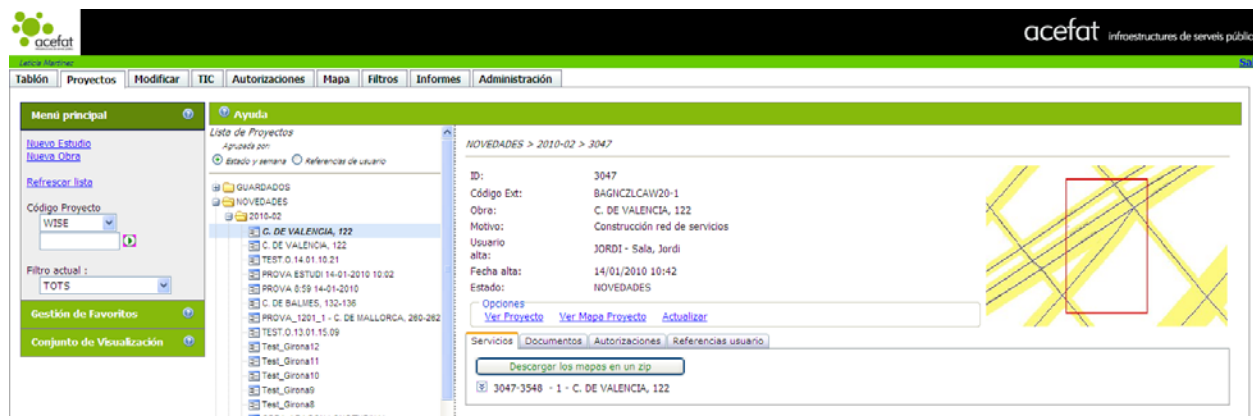 acefat
acefat infraestructures de serveis públic
Leticia Martinez
Sa
Tablón Proyectos Modificar TIC Autorizaciones Mapa Filtros Informes Administración
Menú principal
Nuevo Estudio
Nueva Obra
Refrescar lista
Código Proyecto
WISE
Filtro actual :
TOTS
Gestión de Favoritos
Conjunto de Visualización
Ayuda
Lista de Proyectos
Agrupada por:
Estado y semana Referencias de usuario
GUARDADOS
NOVEDADES
2010-02
C. DE VALENCIA, 122
C. DE VALENCIA, 122
TEST.O.14.01.10.21
PROVA ESTUDI 14-01-2010 10:02
PROVA 8:59 14-01-2010
C. DE BALMES, 132-136
PROVA_1201_1 - C. DE MALLORCA, 260-262
TEST.O.13.01.15.09
Test_Girona12
Test_Girona11
Test_Girona10
Test_Girona9
Test_Girona8
NOVEDADES > 2010-02 > 3047
ID: 3047
Código Ext: BAGNCZLCAW20-1
Obra: C. DE VALENCIA, 122
Motivo: Construcción red de servicios
Usuario alta: JORDI - Sala, Jordi
Fecha alta: 14/01/2010 10:42
Estado: NOVEDADES
Opciones
Ver Proyecto Ver Mapa Proyecto Actualizar
Servicios Documentos Autorizaciones Referencias usuario
Descargar los mapas en un zip
3047-3548 - 1 - C. DE VALENCIA, 122